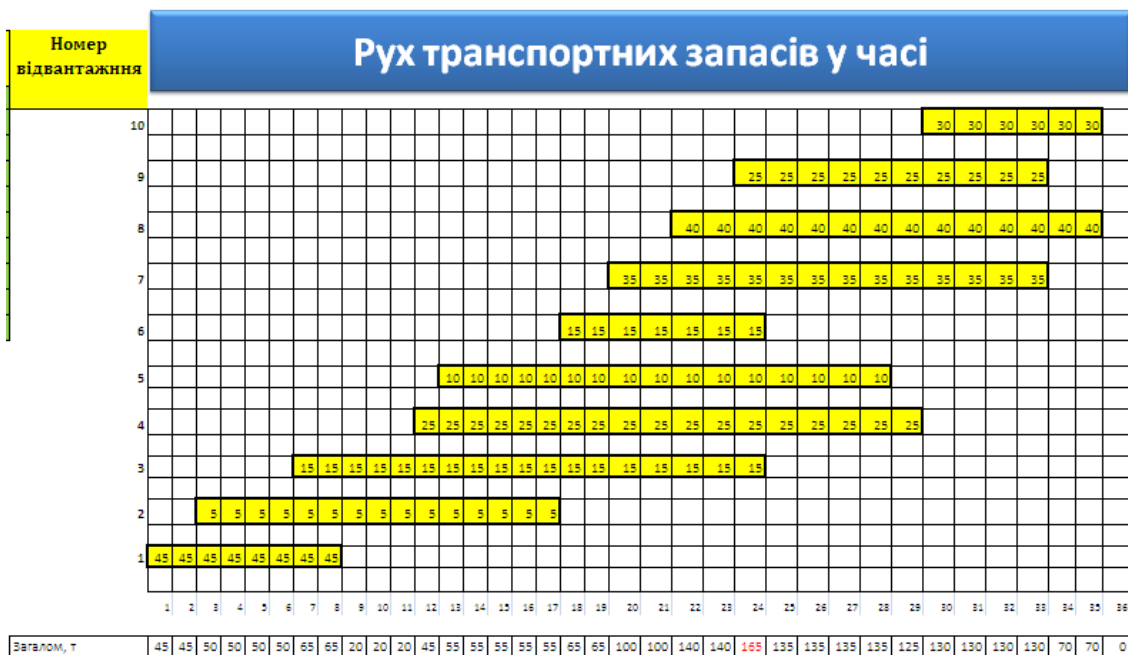 Номер
відвантажння
Рух транспортних запасів у часі
10 30 30 30 30 30 30
9 25 25 25 25 25 25 25 25 25 25
8 40 40 40 40 40 40 40 40 40 40 40 40 40 40
7 35 35 35 35 35 35 35 35 35 35 35 35 35 35
6 15 15 15 15 15 15 15
5 10 10 10 10 10 10 10 10 10 10 10 10 10 10 10 10
4 25 25 25 25 25 25 25 25 25 25 25 25 25 25 25 25 25 25
3 15 15 15 15 15 15 15 15 15 15 15 15 15 15 15 15 15 15
2 5 5 5 5 5 5 5 5 5 5 5 5 5 5 5
1 45 45 45 45 45 45 45 45
1 2 3 4 5 6 7 8 9 10 11 12 13 14 15 16 17 18 19 20 21 22 23 24 25 26 27 28 29 30 31 32 33 34 35 36
Загалом, т 45 45 50 50 50 50 65 65 20 20 20 45 55 55 55 55 55 65 65 100 100 140 140 165 135 135 135 135 125 130 130 130 130 70 70 0